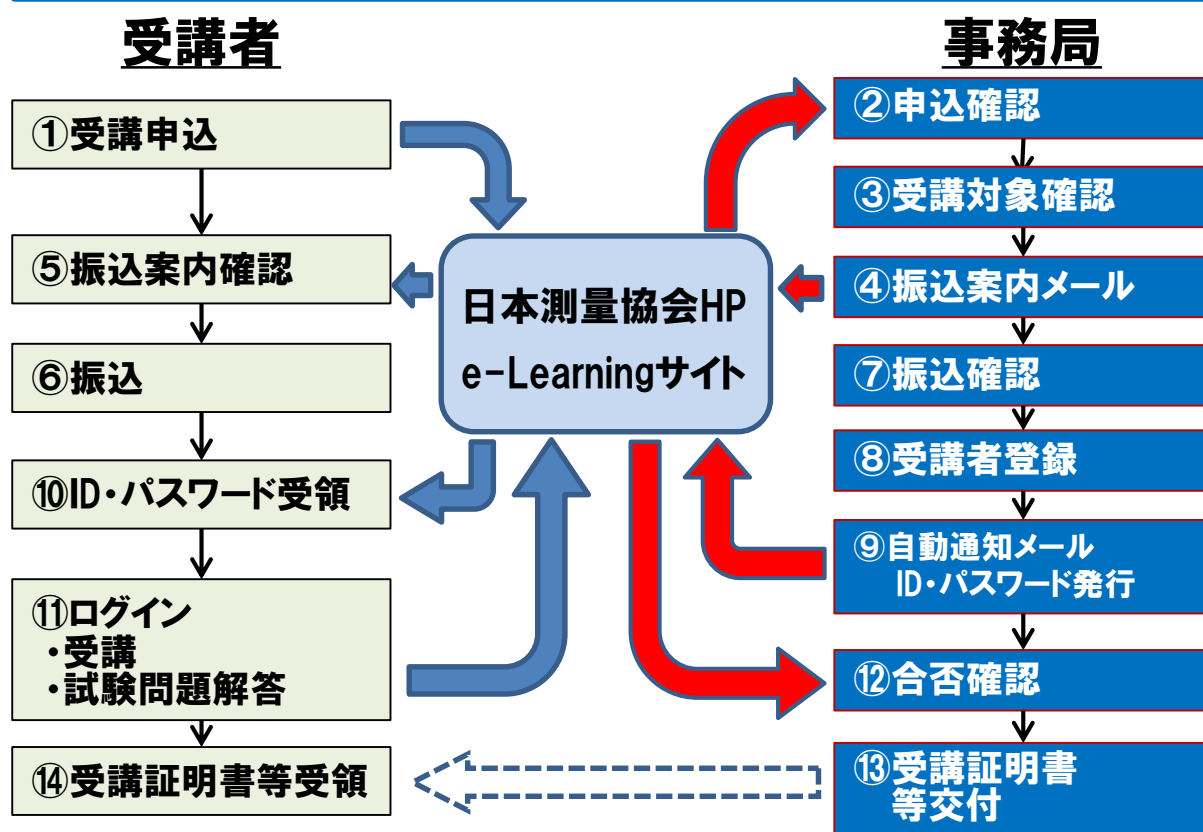 受講者
事務局
①受講申込
②申込確認
③受講対象確認
⑤振込案内確認
④振込案内メール
日本測量協会HP
e-Learningサイト
⑥振込
⑦振込確認
⑧受講者登録
⑩ID・パスワード受領
⑨自動通知メール
ID・パスワード発行
⑪ログイン
・受講
・試験問題解答
⑫合否確認
⑭受講証明書等受領
⑬受講証明書
等交付